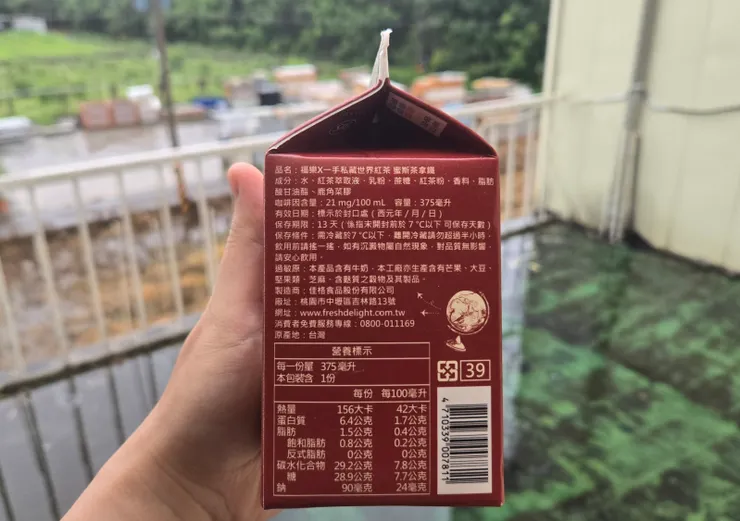 品名：福樂X一手私藏世界紅茶 蜜斯茶拿鐵
成分：水、紅茶萃取液、乳粉、蔗糖、紅茶粉、香料、脂肪
酸甘油酯、鹿角菜膠
咖啡因含量：21 mg/100 mL 容量：375毫升
有效日期：標示於封口處（西元年/月/日）
保存期限：13 天（係指未開封前於 7°C以下 可保存天數）
保存條件：需冷藏於7°C以下，離開冷藏請勿超過半小時，
飲用前請搖一搖，如有沉澱物屬自然現象，對品質無影響，
請安心飲用。
過敏原：本產品含有牛奶，本工廠亦生產含有芒果、大豆、
堅果類、芝麻、含麩質之穀物及其製品。
製造商：佳格食品股份有限公司
廠址：桃園市中壢區吉林路13號
網址：www.freshdelight.com.tw
消費者免費服務專線：0800-011169
原產地：台灣
營養標示
每一份量 375毫升
本包裝含 1份
每份 每100毫升
熱量 156大卡 42大卡
蛋白質 6.4公克 1.7公克
脂肪 1.5公克 0.4公克
飽和脂肪 0.8公克 0.2公克
反式脂肪 0公克 0公克
碳水化合物 29.2公克 7.8公克
糖 28.9公克 7.7公克
鈉 90毫克 24毫克
39
4 710339 007811